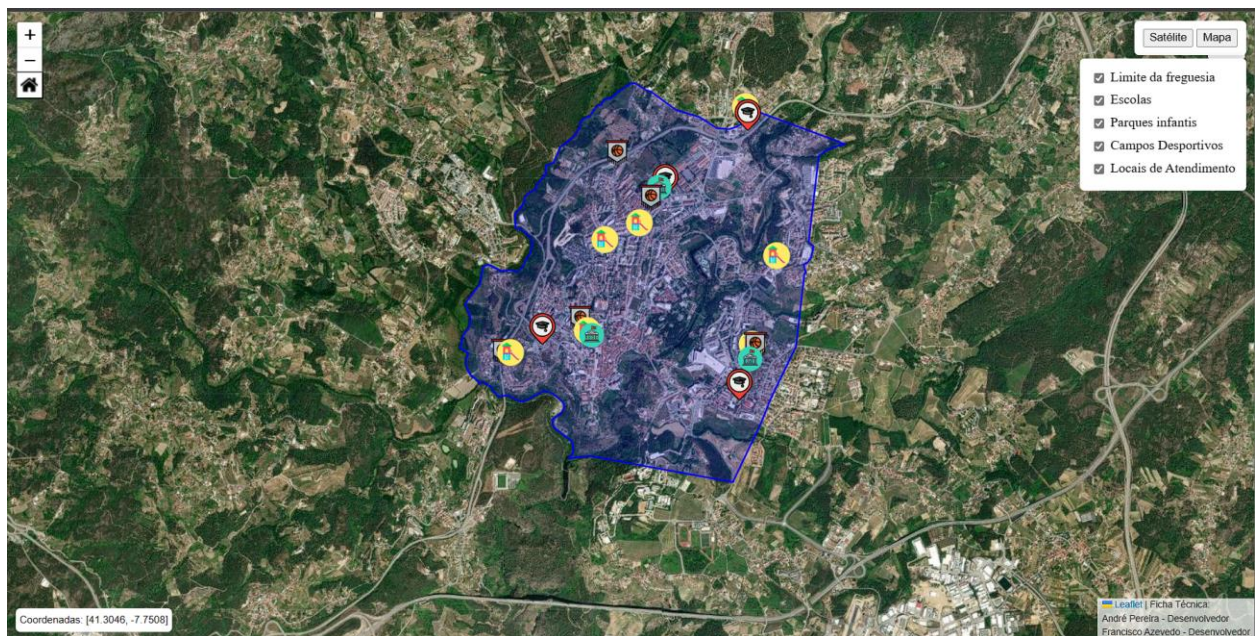 +
−
Satélite Mapa
Limite da freguesia
Escolas
Parques infantis
Campos Desportivos
Locais de Atendimento
Coordenadas: [41.3046, -7.7508]
Leaflet | Ficha Técnica:
André Pereira - Desenvolvedor
Francisco Azevedo - Desenvolvedor